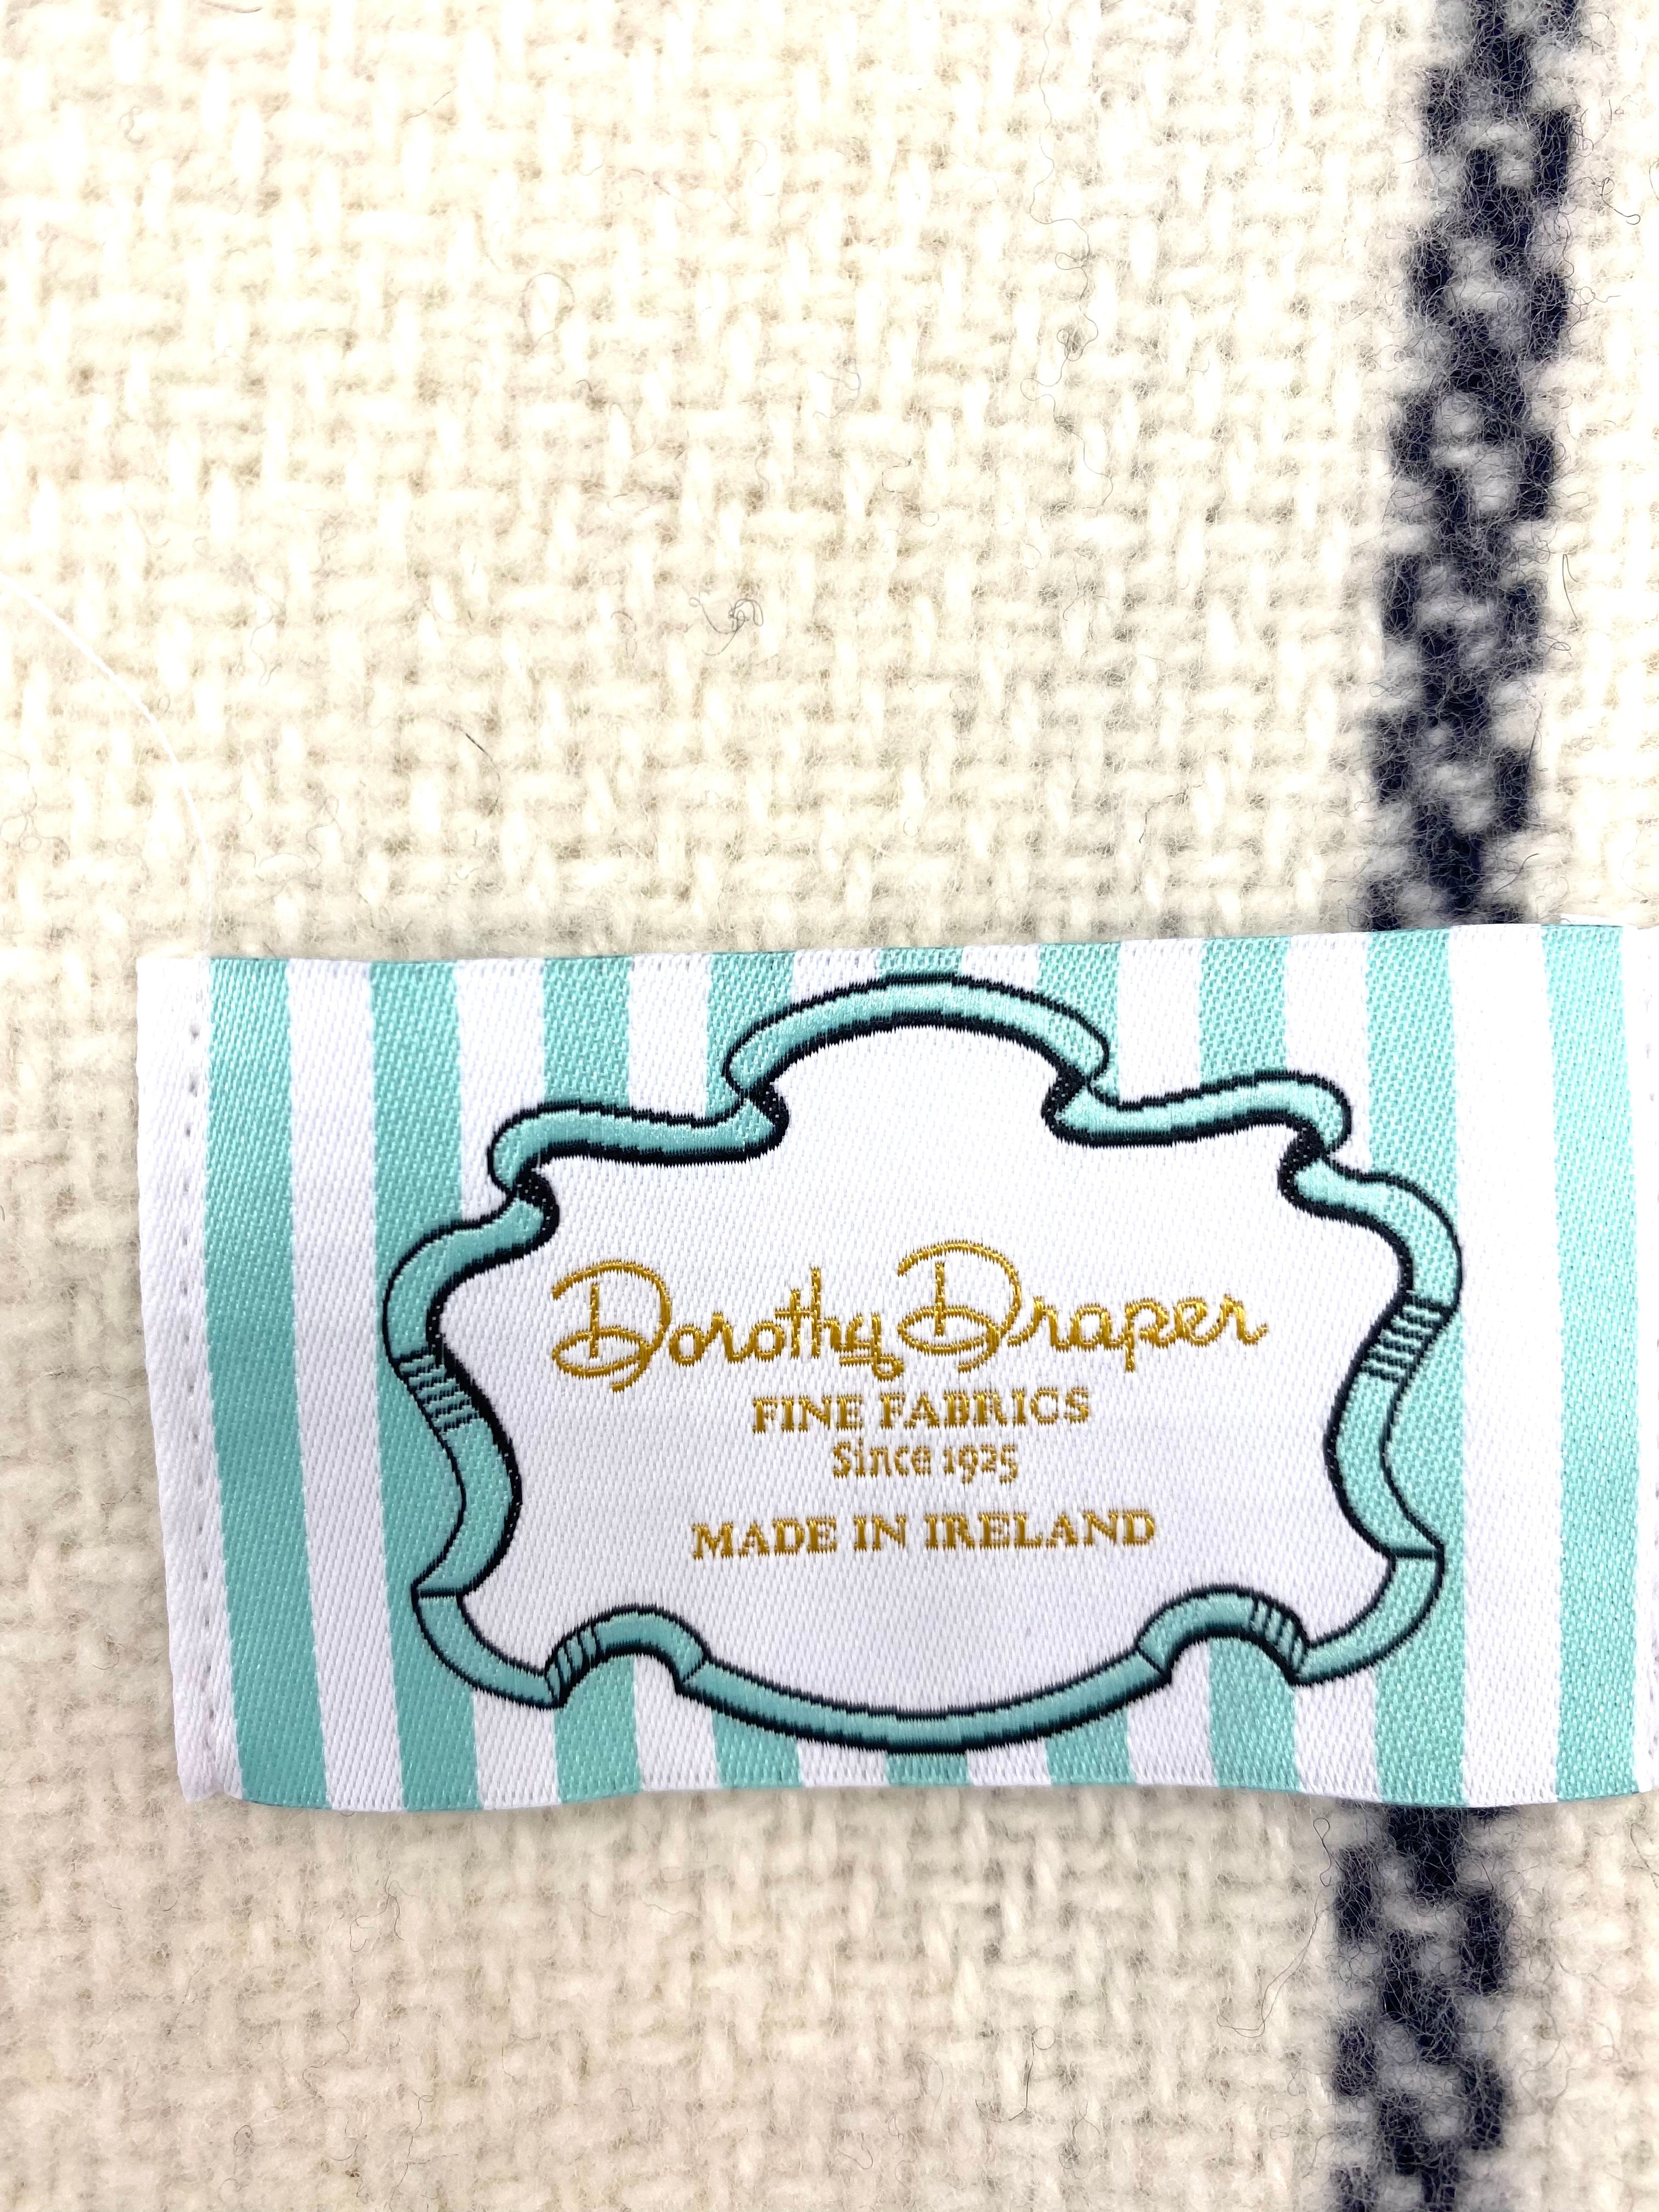 Dorothy Draper
FINE FABRICS
Since 1925
MADE IN IRELAND